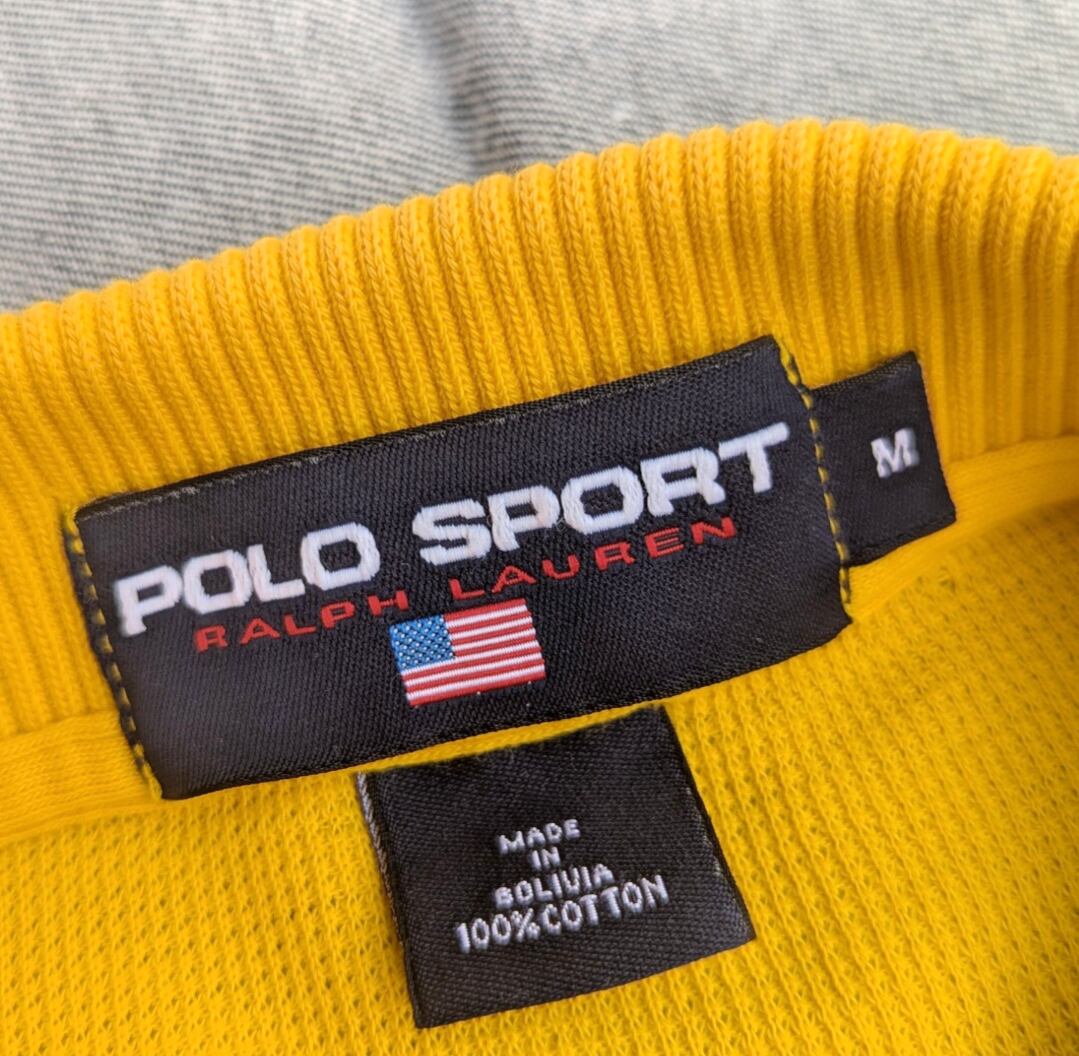 POLO SPORT
RALPH LAUREN
M
MADE
IN
BOLIVIA
100% COTTON